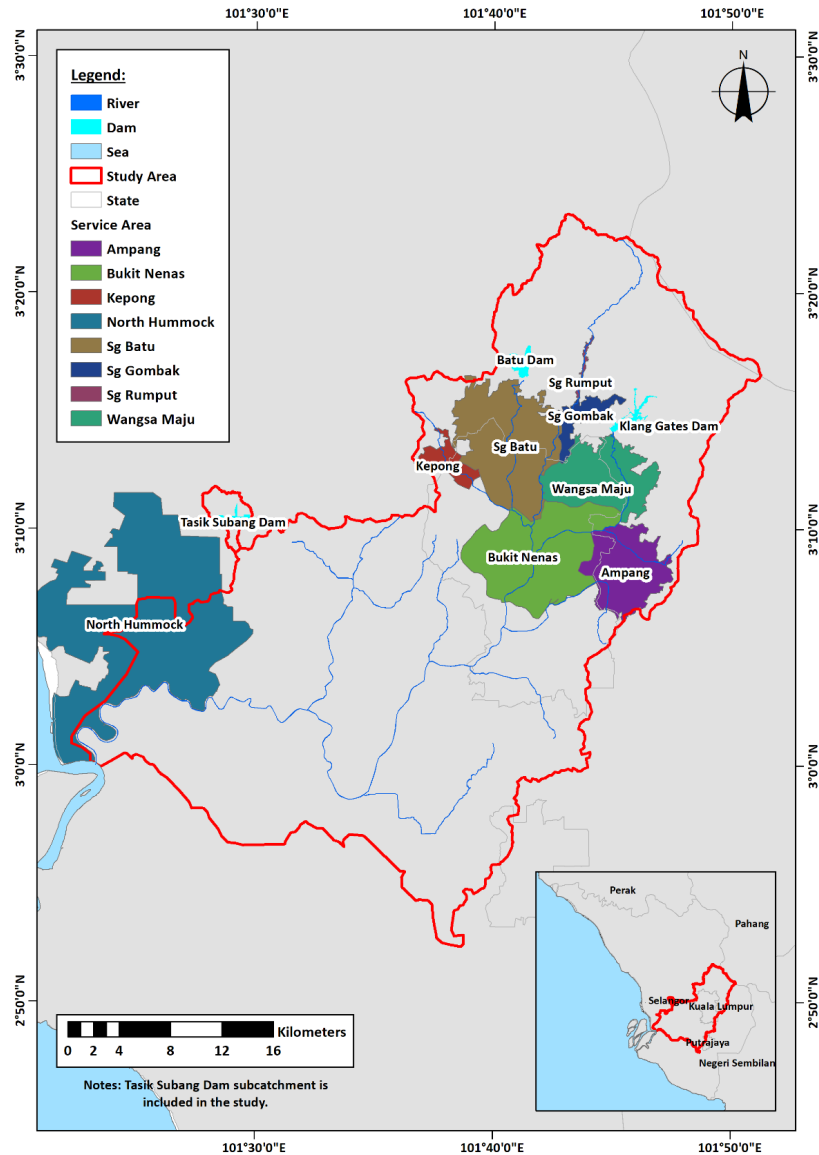 101°30'0"E 101°40'0"E 101°50'0"E
3°30'0"N
3°30'0"N
Legend:
River
Dam
Sea
Study Area
State
Service Area
Ampang
Bukit Nenas
Kepong
North Hummock
Sg Batu
Sg Gombak
Sg Rumput
Wangsa Maju
N
3°20'0"N
3°20'0"N
Batu Dam
Sg Rumput
Sg Gombak
Klang Gates Dam
Sg Batu
Kepong
Wangsa Maju
Tasik Subang Dam
3°10'0"N
3°10'0"N
Bukit Nenas
Ampang
North Hummock
3°0'0"N
3°0'0"N
Perak
Pahang
Selangor
Kuala Lumpur
Putrajaya
Negeri Sembilan
2°50'0"N
2°50'0"N
Kilometers
0 2 4 8 12 16
Notes: Tasik Subang Dam subcatchment is
included in the study.
101°30'0"E 101°40'0"E 101°50'0"E